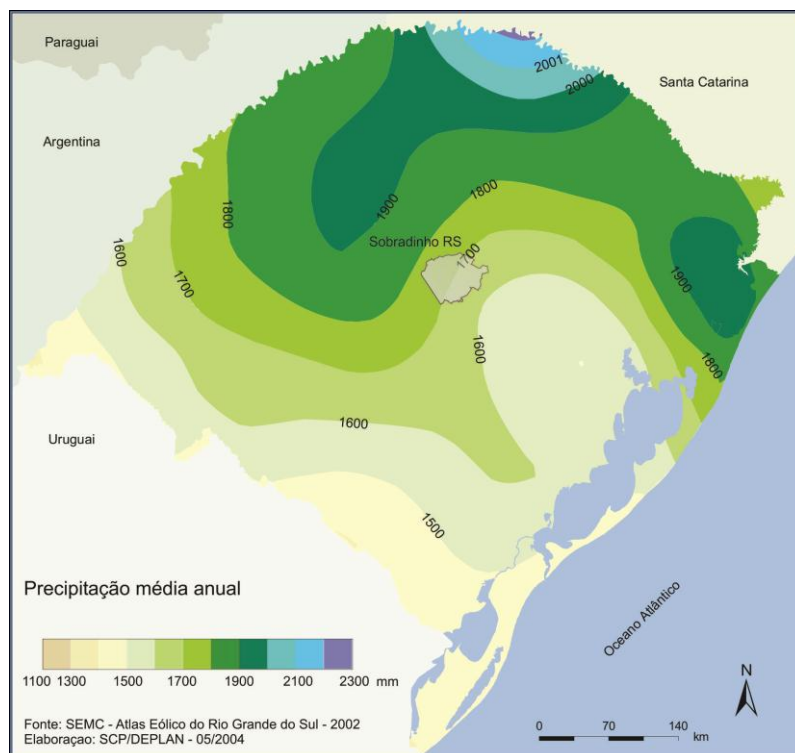 Paraguai
Argentina
Santa Catarina
2001
2000
1800
1900
1800
Sobradinho RS
1700
1600
1700
1900
1600
1800
1600
1500
Uruguai
Oceano Atlântico
Precipitação média anual
1100 1300 1500 1700 1900 2100 2300 mm
Fonte: SEMC - Atlas Eólico do Rio Grande do Sul - 2002
Elaboraçao: SCP/DEPLAN - 05/2004
N
0 70 140
km